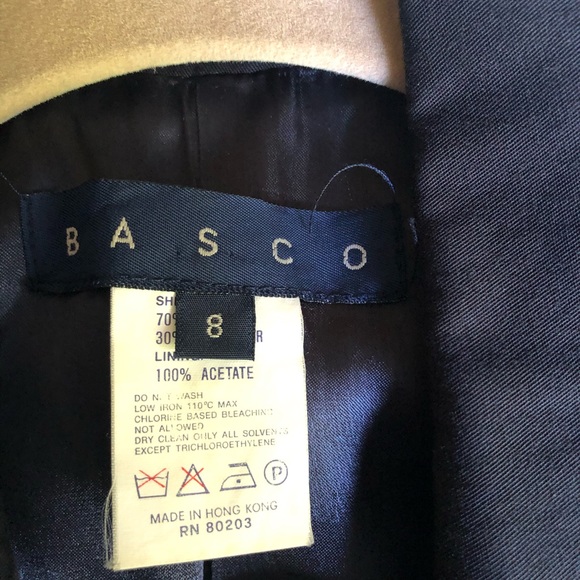 BASCO
8
70%
30%
100% ACETATE
DO NOT WASH
LOW IRON 110°C MAX
CHLORINE BASED BLEACHING
NOT ALLOWED
DRY CLEAN ONLY ALL SOLVENTS
EXCEPT TRICHLOROETHYLENE
P
MADE IN HONG KONG
RN 80203